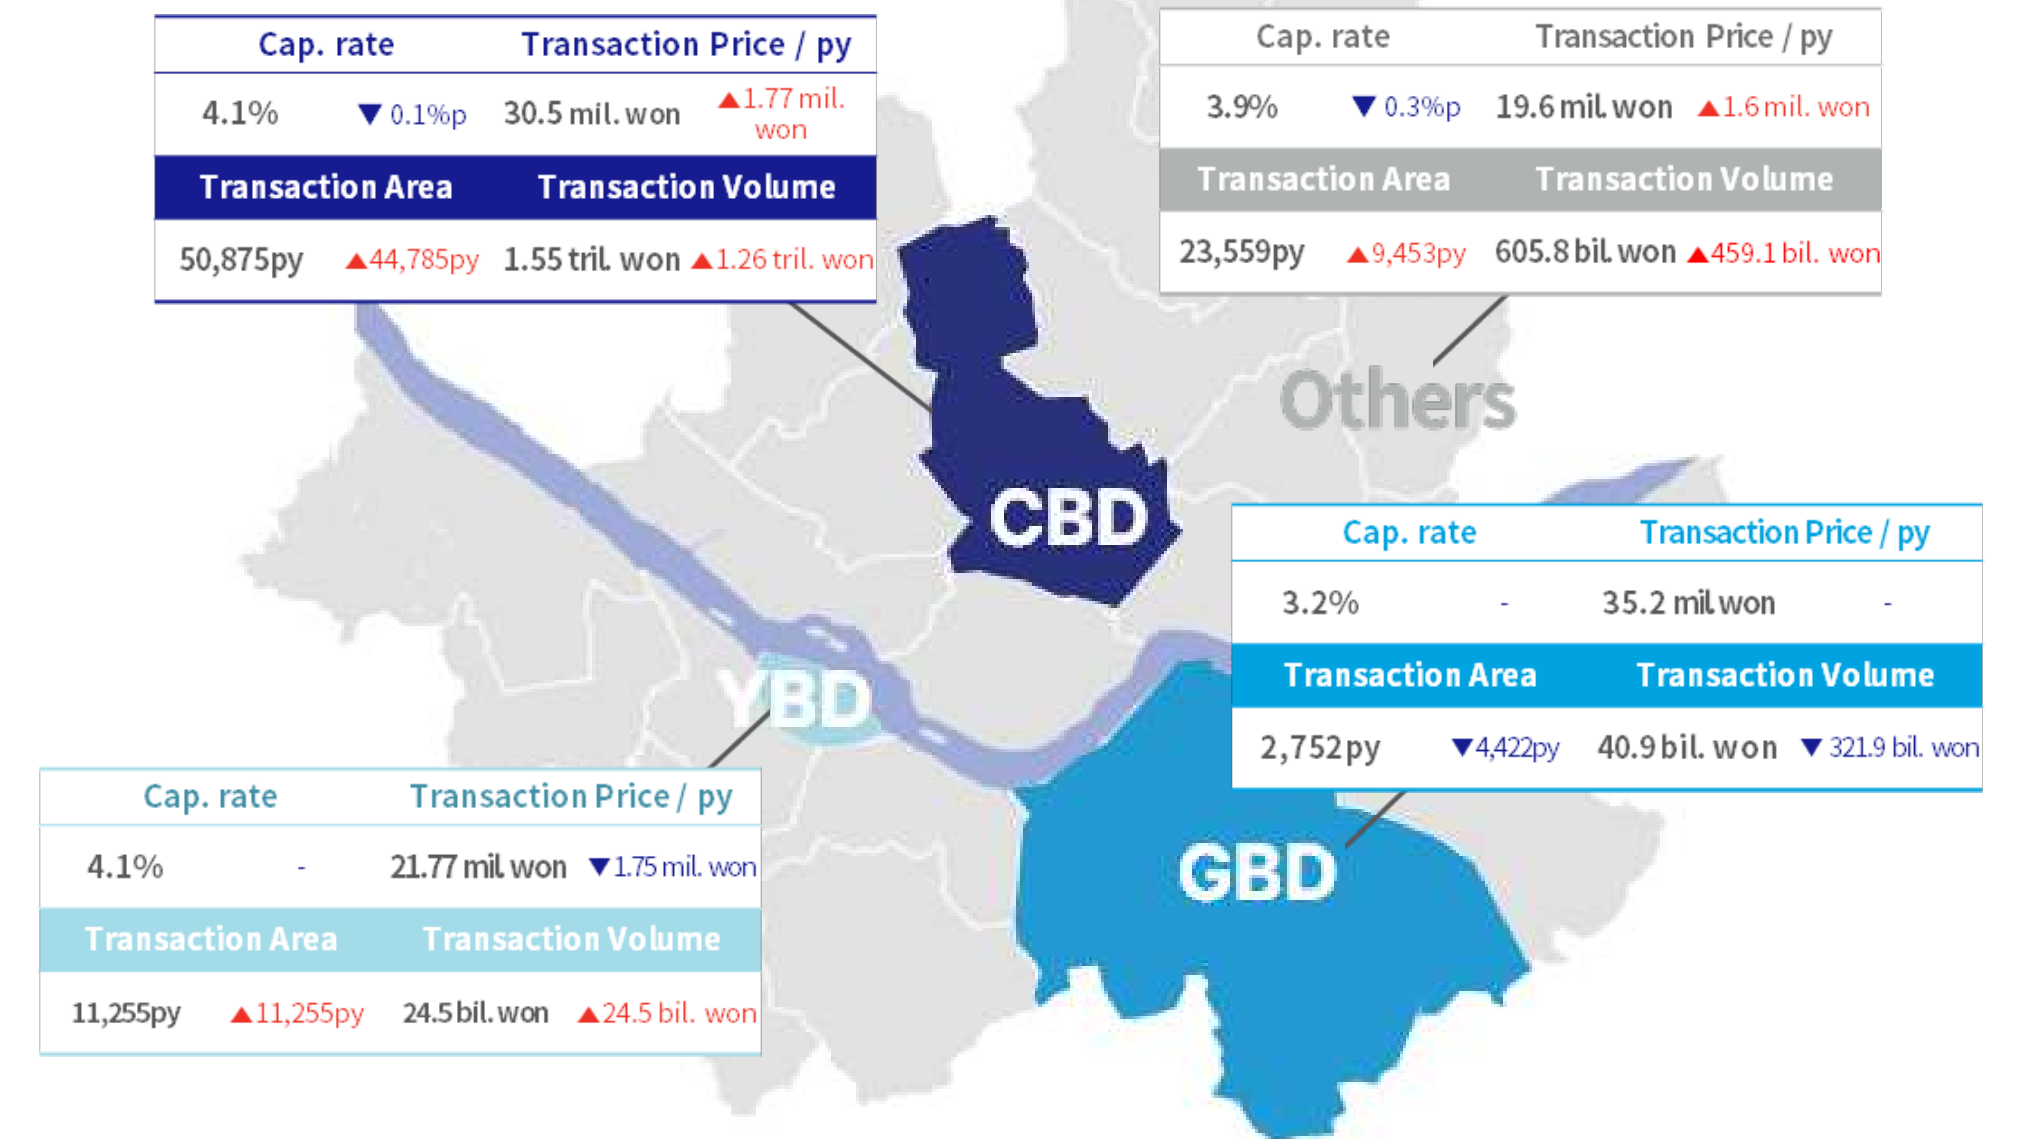 Cap. rate Transaction Price / py
4.1% ▼ 0.1%p 30.5 mil. won ▲1.77 mil. won
Transaction Area Transaction Volume
50,875py ▲44,785py 1.55 tril. won ▲1.26 tril. won
Cap. rate Transaction Price / py
3.9% ▼ 0.3%p 19.6 mil. won ▲1.6 mil. won
Transaction Area Transaction Volume
23,559py ▲9,453py 605.8 bil. won ▲459.1 bil. won
Others
CBD
Cap. rate Transaction Price / py
3.2% - 35.2 mil.won -
Transaction Area Transaction Volume
2,752py ▼4,422py 40.9 bil. won ▼ 321.9 bil. won
YBD
Cap. rate Transaction Price / py
4.1% - 21.77 mil. won ▼1.75 mil. won
Transaction Area Transaction Volume
11,255py ▲11,255py 24.5 bil. won ▲24.5 bil. won
GBD